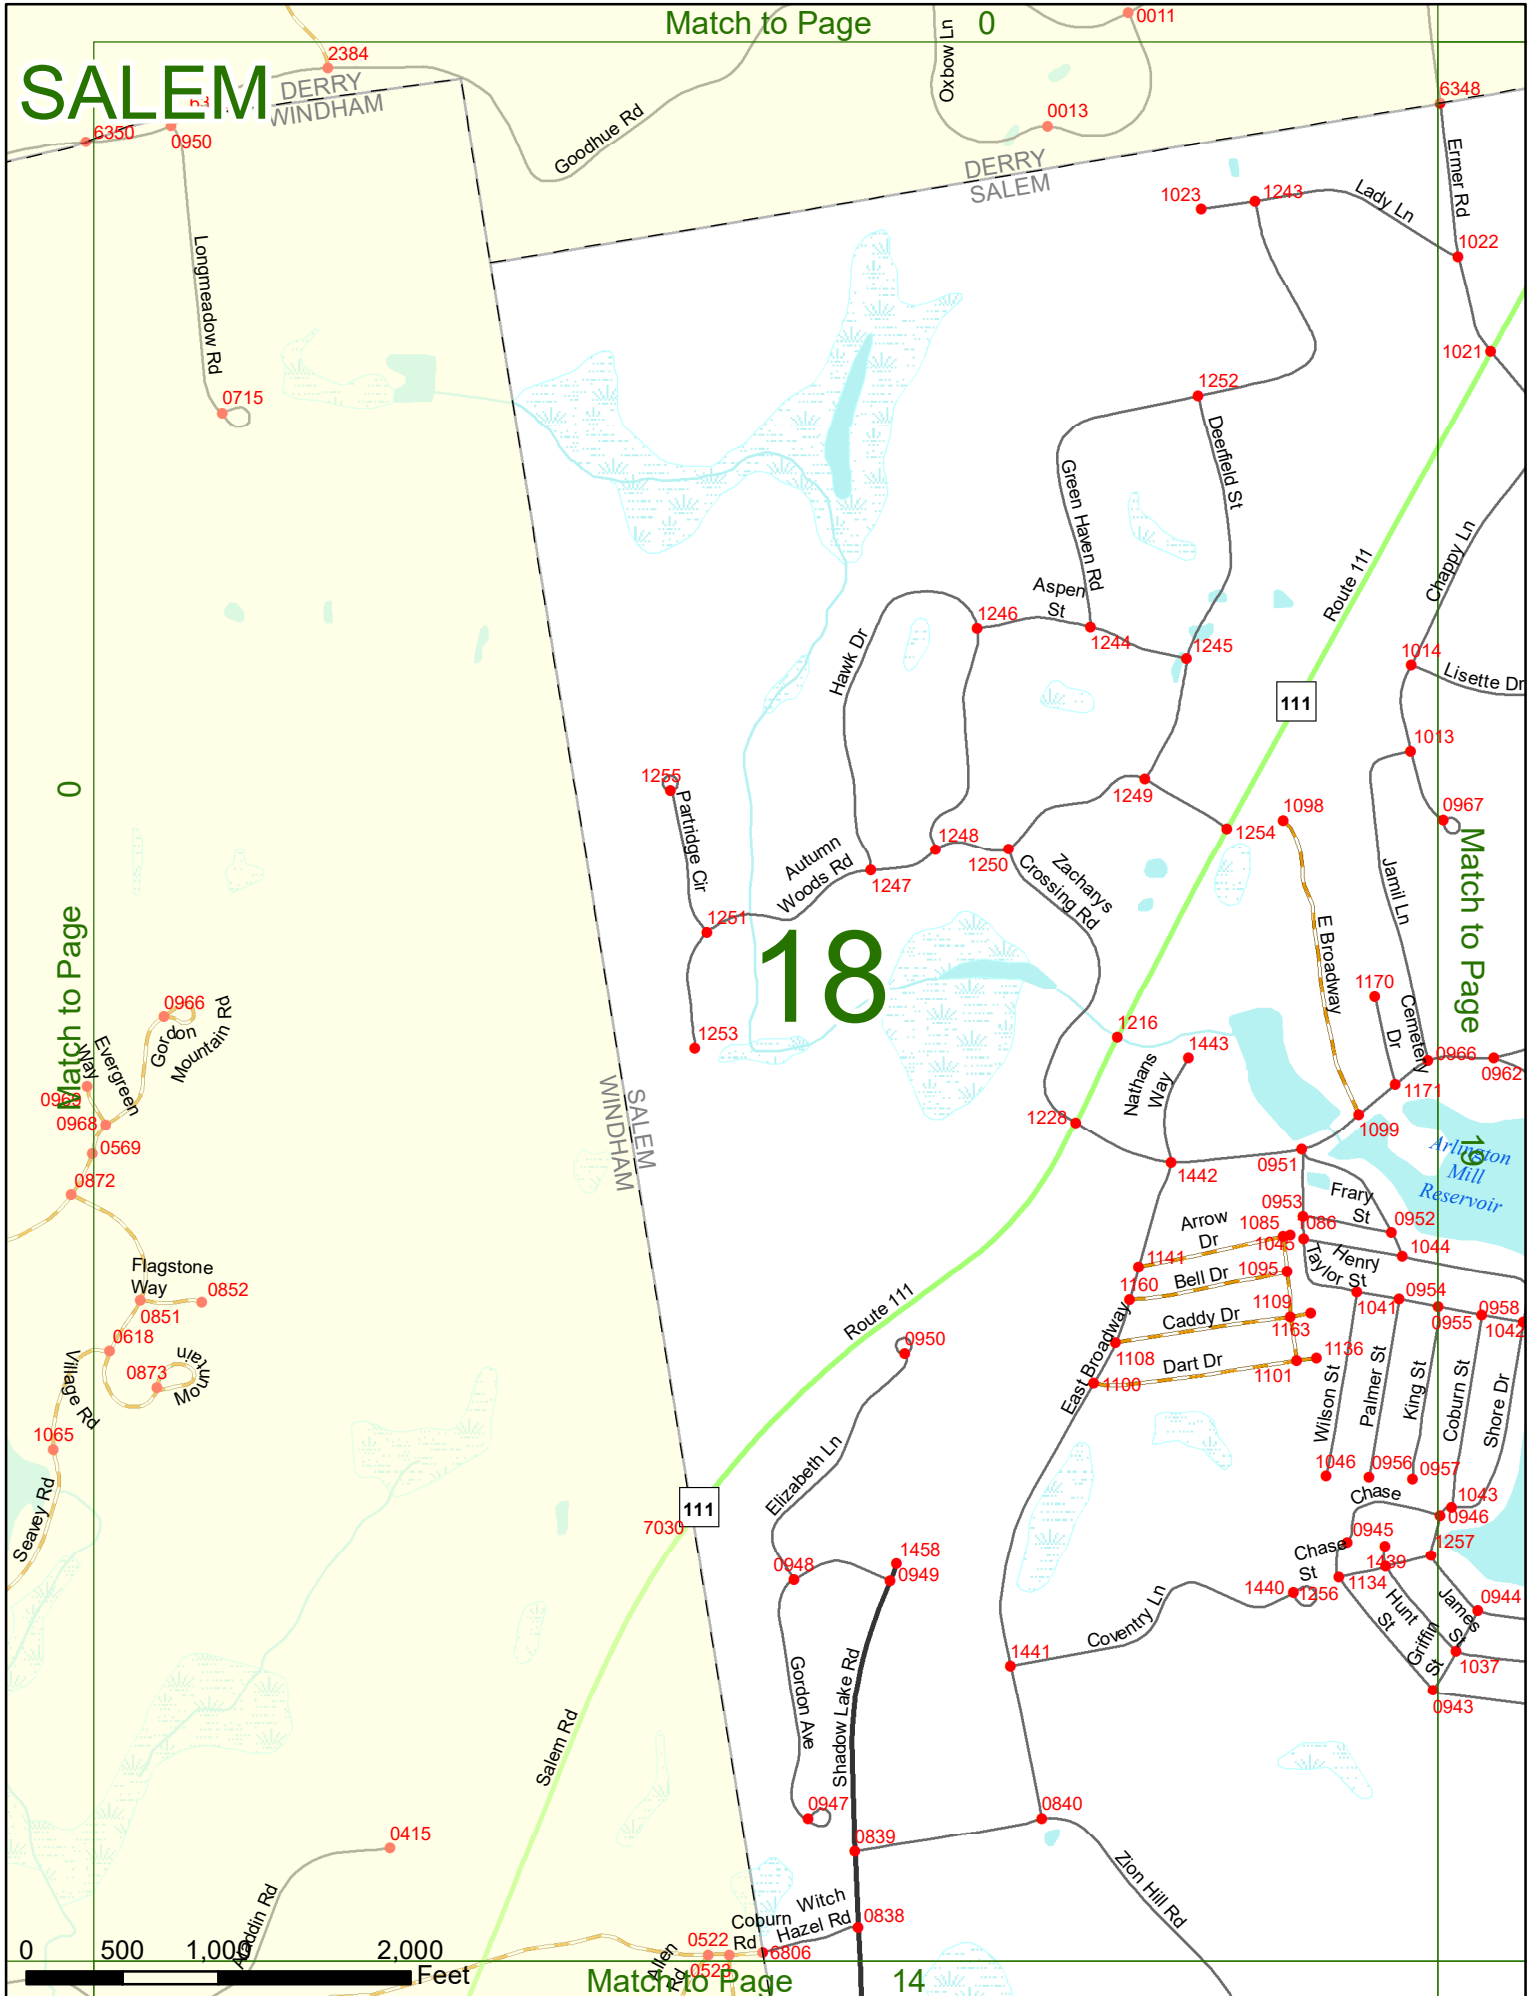 Match to Page 0
SALEM
DERRY
WINDHAM
2384
0011
Oxbow Ln
0013
6350
0950
Goodhue Rd
DERRY
SALEM
6348
Ermer Rd
Longmeadow Rd
1023
1243
Lady Ln
1022
1021
0715
1252
Green Haven Rd
Deerfield St
Route 111
Chappy Ln
Aspen
St
1246
1244
1245
Hawk Dr
1014
Lisette Dr
111
1013
0
1255
Partridge Cir
1249
1254
1098
0967
Autumn
Woods Rd
1248
1250
1247
Zacharys
Crossing Rd
Jamil Ln
Match to Page
19
1251
18
E Broadway
1170
Cemetery
Dr
Match to Page
0966
Gordon
Mountain Rd
Evergreen
Way
0969
0968
0569
0872
1253
1216
1443
Nathans
Way
0966
0962
1171
1099
SALEM
WINDHAM
1228
1442
0951
Arlington
Mill
Reservoir
Frary
St
0953
0952
1085
086
1045
1044
Arrow
Dr
Henry
Taylor St
1141
1095
1160
Bell Dr
Flagstone
Way
0852
0851
0618
0873
Mountain
Village Rd
1065
Seavey Rd
Route 111
0950
Caddy Dr
1109
1163
1108
1041
0954
0955
0958
1042
Dart Dr
1136
1101
1100
East Broadway
Wilson St
Palmer St
King St
Coburn St
Shore Dr
Elizabeth Ln
111
7030
1046
0956
0957
Chase
1043
0946
0945
1257
1439
Chase
St
1134
1440
1256
0948
1458
0949
Hunt
St
James
St
0944
Griffin
St
1037
0943
Coventry Ln
1441
Gordon Ave
Shadow Lake Rd
Salem Rd
0947
0840
0839
0415
Aladdin Rd
Zion Hill Rd
Witch
Hazel Rd
0838
Coburn
Rd
6806
0522
0523
Allen
Rd
0 500 1,000 2,000
Feet
Match to Page 14